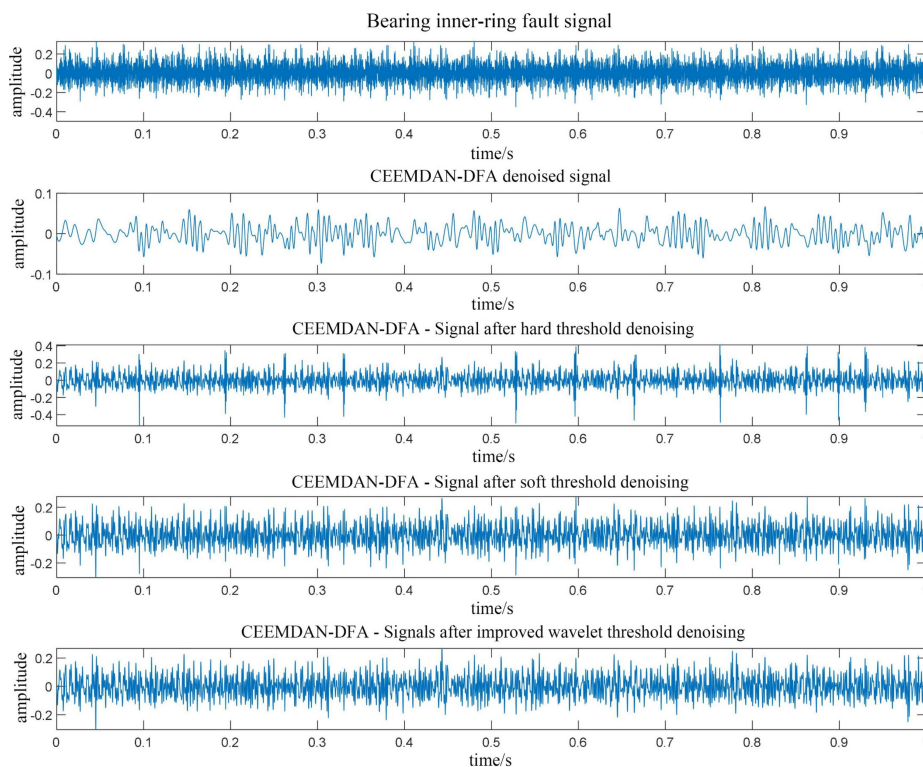 Bearing inner-ring fault signal
amplitude
0.2
0
-0.2
-0.4
0 0.1 0.2 0.3 0.4 0.5 0.6 0.7 0.8 0.9
time/s
CEEMDAN-DFA denoised signal
amplitude
0.1
0
-0.1
0 0.1 0.2 0.3 0.4 0.5 0.6 0.7 0.8 0.9
time/s
CEEMDAN-DFA - Signal after hard threshold denoising
amplitude
0.4
0.2
0
-0.2
-0.4
0 0.1 0.2 0.3 0.4 0.5 0.6 0.7 0.8 0.9
time/s
CEEMDAN-DFA - Signal after soft threshold denoising
amplitude
0.2
0
-0.2
0 0.1 0.2 0.3 0.4 0.5 0.6 0.7 0.8 0.9
time/s
CEEMDAN-DFA - Signals after improved wavelet threshold denoising
amplitude
0.2
0
-0.2
0 0.1 0.2 0.3 0.4 0.5 0.6 0.7 0.8 0.9
time/s